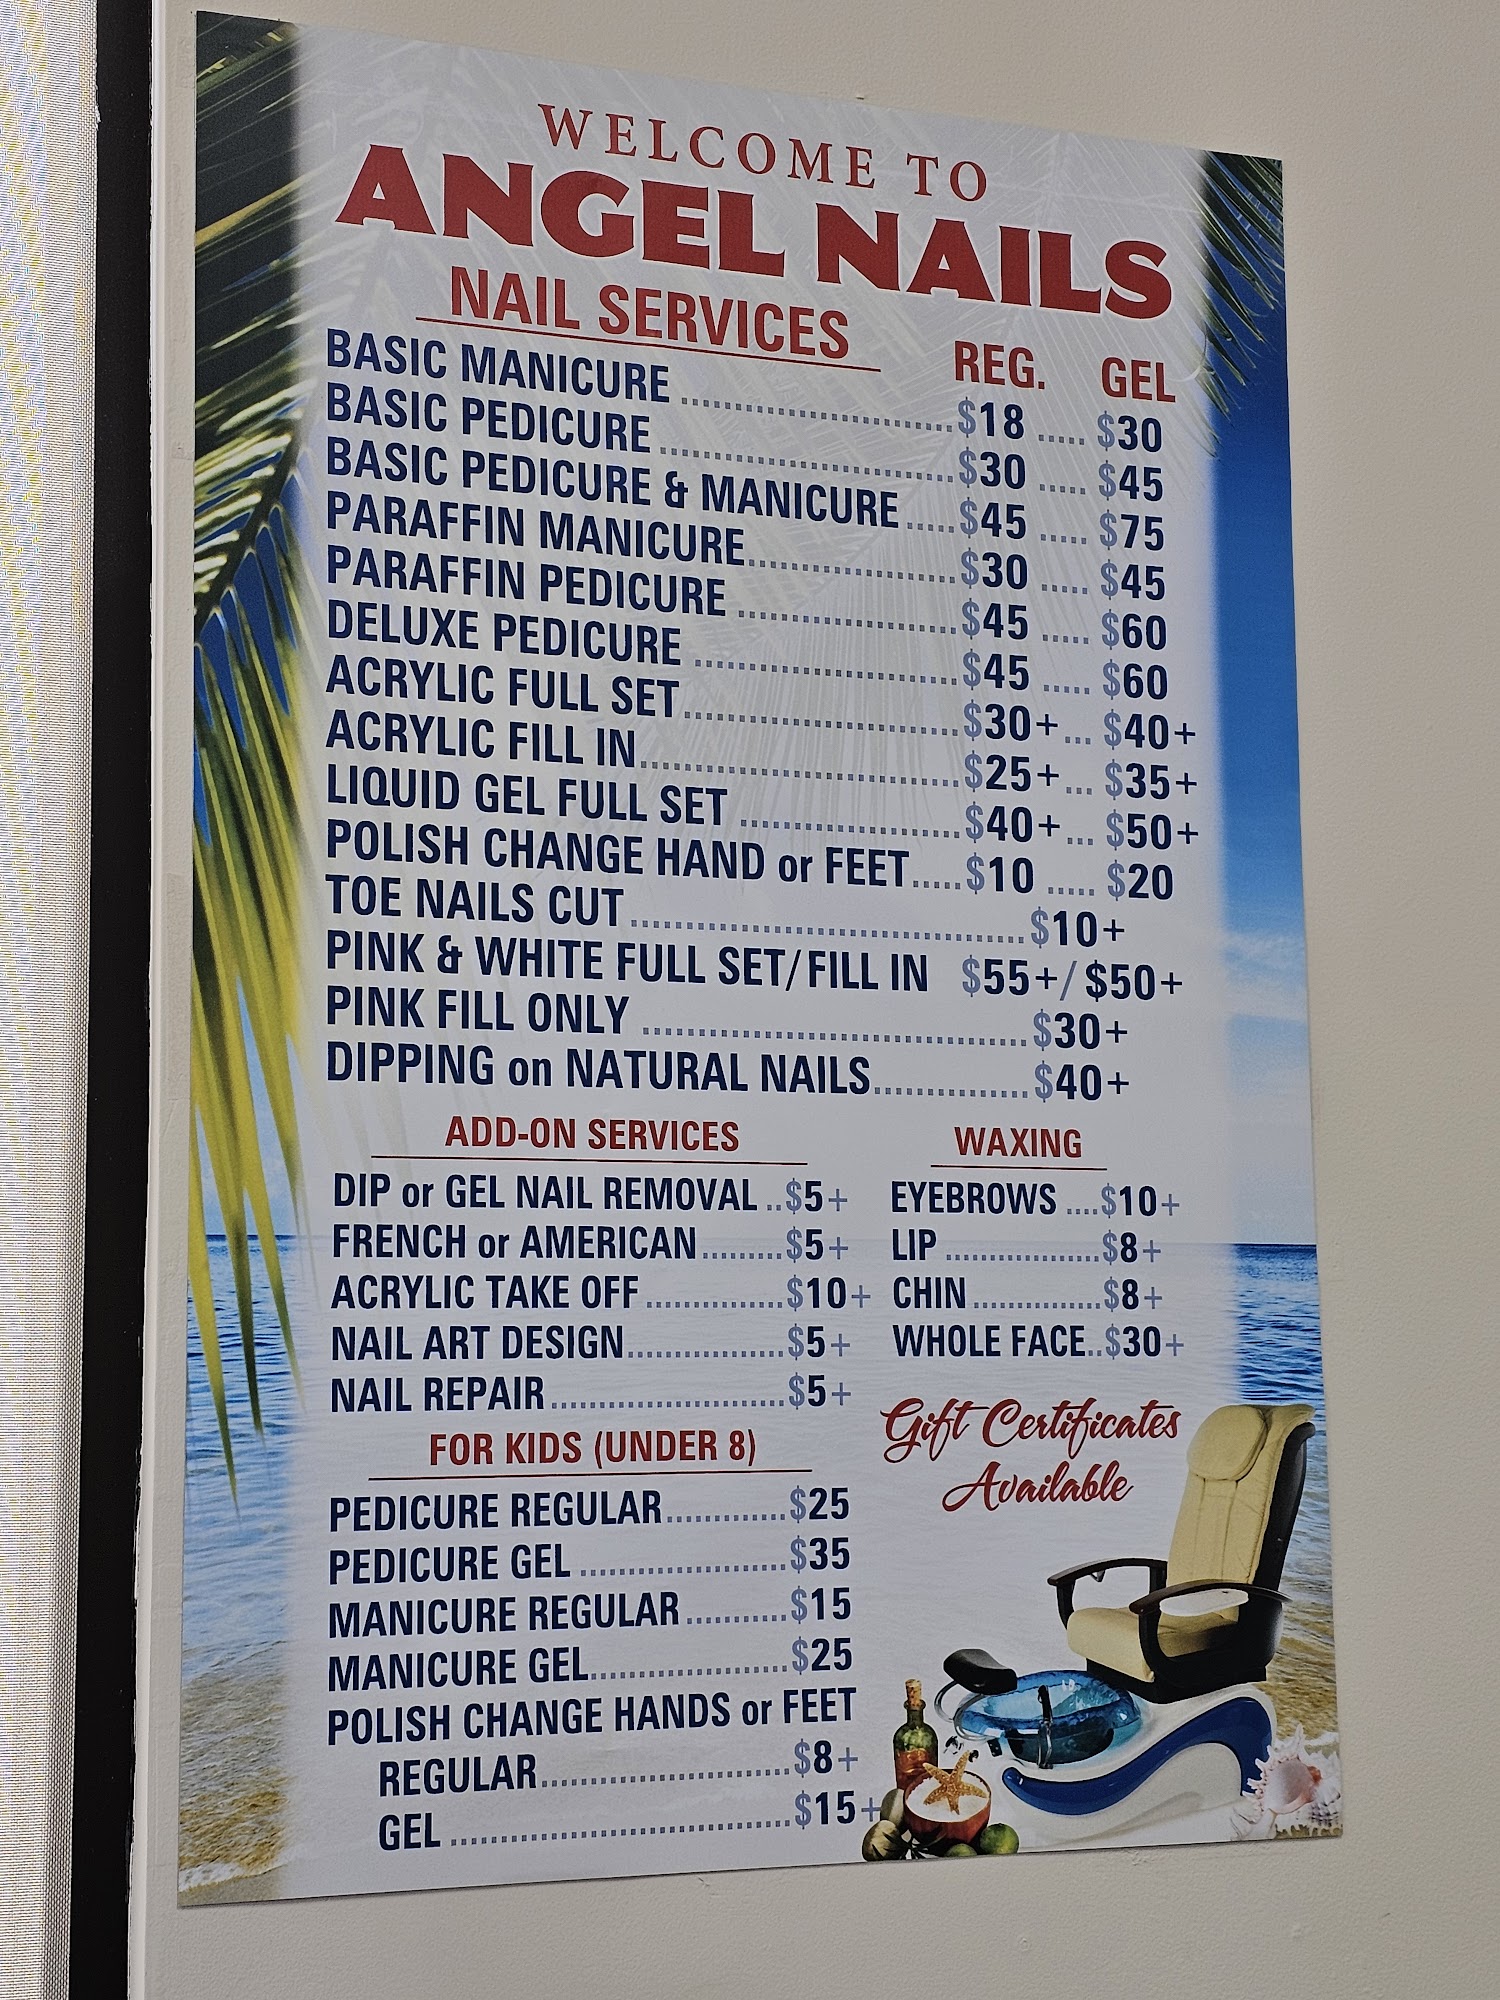 WELCOME TO
ANGEL NAILS
NAIL SERVICES REG. GEL
BASIC MANICURE $18 $30
BASIC PEDICURE $30 $45
BASIC PEDICURE & MANICURE $45 $75
PARAFFIN MANICURE $30 $45
PARAFFIN PEDICURE $45 $60
DELUXE PEDICURE $45 $60
ACRYLIC FULL SET $30+ $40+
ACRYLIC FILL IN $25+ $35+
LIQUID GEL FULL SET $40+ $50+
POLISH CHANGE HAND or FEET $10 $20
TOE NAILS CUT $10+
PINK & WHITE FULL SET/FILL IN $55+/$50+
PINK FILL ONLY $30+
DIPPING on NATURAL NAILS $40+
ADD-ON SERVICES
DIP or GEL NAIL REMOVAL $5+
FRENCH or AMERICAN $5+
ACRYLIC TAKE OFF $10+
NAIL ART DESIGN $5+
NAIL REPAIR $5+
WAXING
EYEBROWS $10+
LIP $8+
CHIN $8+
WHOLE FACE $30+
FOR KIDS (UNDER 8)
PEDICURE REGULAR $25
PEDICURE GEL $35
MANICURE REGULAR $15
MANICURE GEL $25
POLISH CHANGE HANDS or FEET
REGULAR $8+
GEL $15+
Gift Certificates
Available